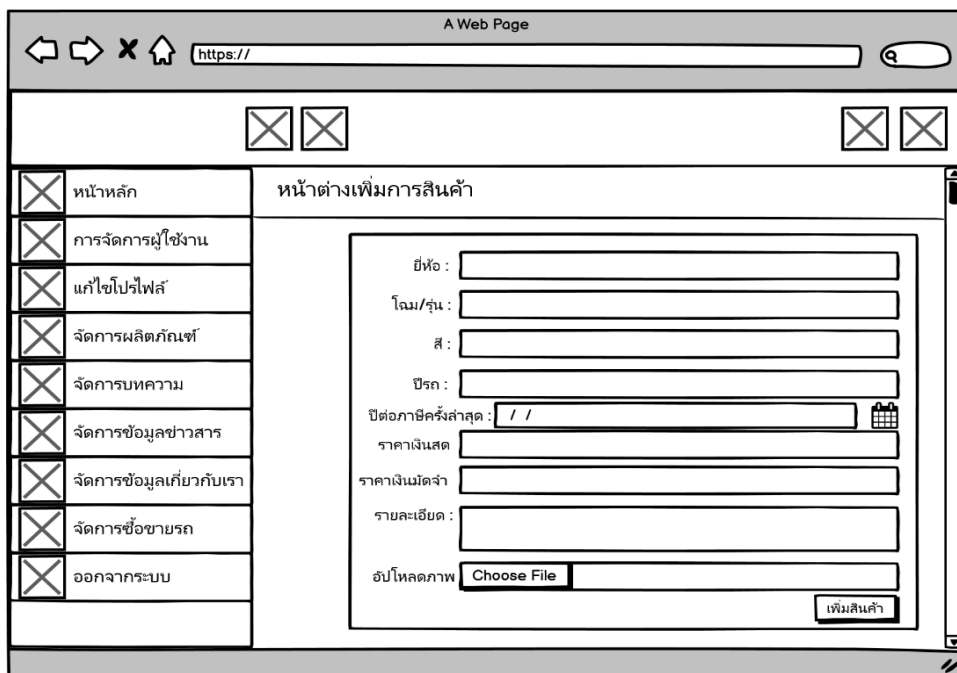 A Web Page
https://
หน้าหลัก
การจัดการผู้ใช้งาน
แก้ไขโปรไฟล์
จัดการผลิตภัณฑ์
จัดการบทความ
จัดการข้อมูลข่าวสาร
จัดการข้อมูลเกี่ยวกับเรา
จัดการซื้อขายรถ
ออกจากระบบ
หน้าต่างเพิ่มการสินค้า
ยี่ห้อ :
โฉม/รุ่น :
สี :
ปีรถ :
ปีต่อภาษีครั้งล่าสุด : / /
ราคาเงินสด
ราคาเงินมัดจำ
รายละเอียด :
อัปโหลดภาพ Choose File
เพิ่มสินค้า